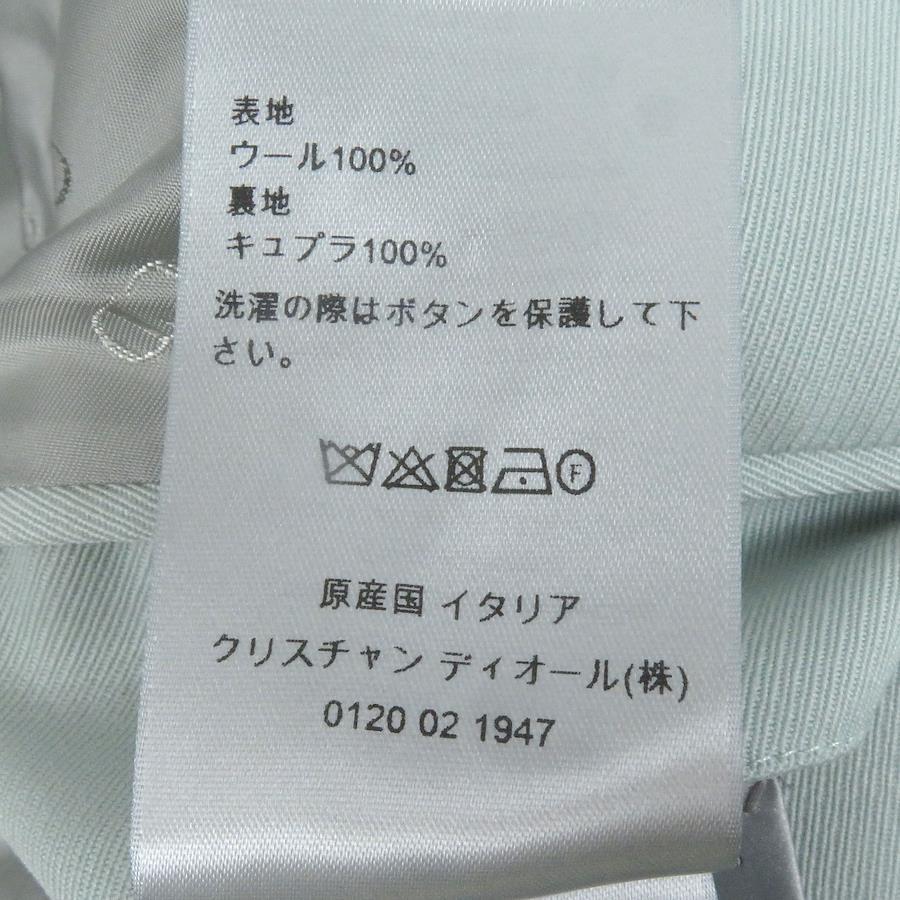 表地
ウール100%
裏地
キュプラ100%
洗濯の際はボタンを保護して下
さい。
F
原産国 イタリア
クリスチャン ディオール(株)
0120 02 1947